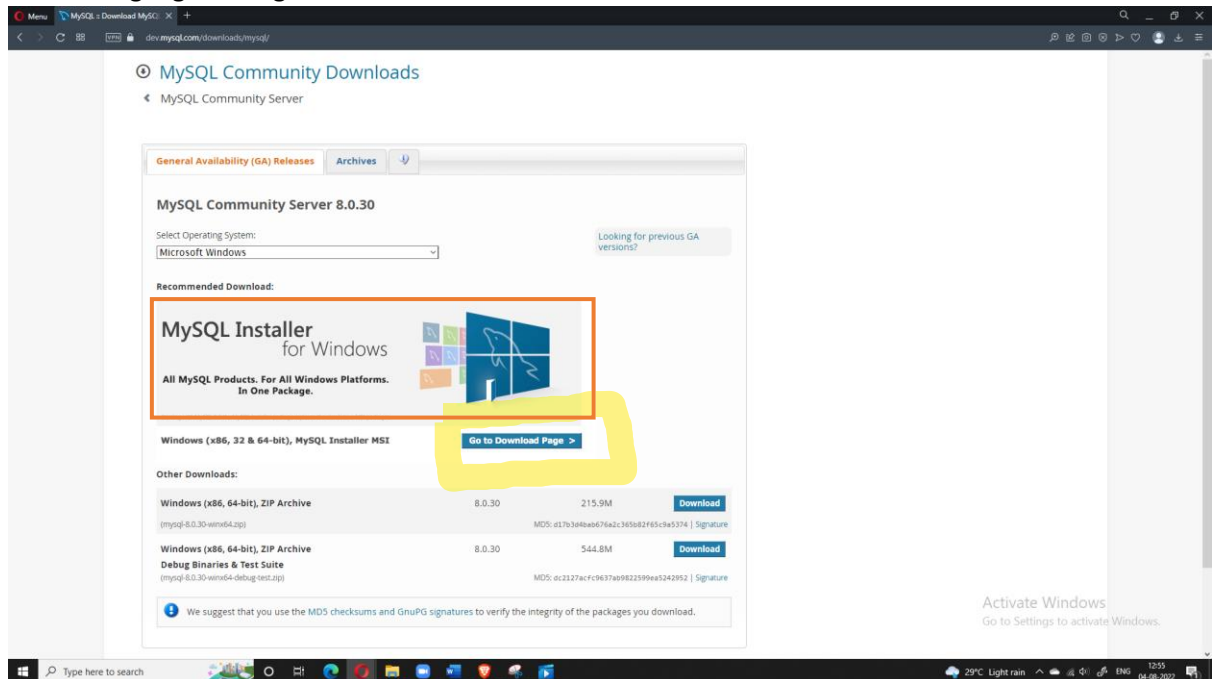 Menu
MySQL :: Download MySQL
VPN
dev.mysql.com/downloads/mysql/
MySQL Community Downloads
MySQL Community Server
General Availability (GA) Releases
Archives
MySQL Community Server 8.0.30
Select Operating System:
Microsoft Windows
Looking for previous GA
versions?
Recommended Download:
MySQL Installer
for Windows
All MySQL Products. For All Windows Platforms.
In One Package.
Windows (x86, 32 & 64-bit), MySQL Installer MSI
Go to Download Page >
Other Downloads:
Windows (x86, 64-bit), ZIP Archive 8.0.30 215.9M Download
(mysql-8.0.30-winx64.zip) MD5: d17b3d4bab676a2c365b82f65c9a5374 | Signature
Windows (x86, 64-bit), ZIP Archive 8.0.30 544.8M Download
Debug Binaries & Test Suite
(mysql-8.0.30-winx64-debug-test.zip) MD5: dc2127acfc9637ab9822599ea5242952 | Signature
We suggest that you use the MD5 checksums and GnuPG signatures to verify the integrity of the packages you download.
Activate Windows
Go to Settings to activate Windows.
Type here to search
29°C Light rain
ENG
12:55
04-08-2022